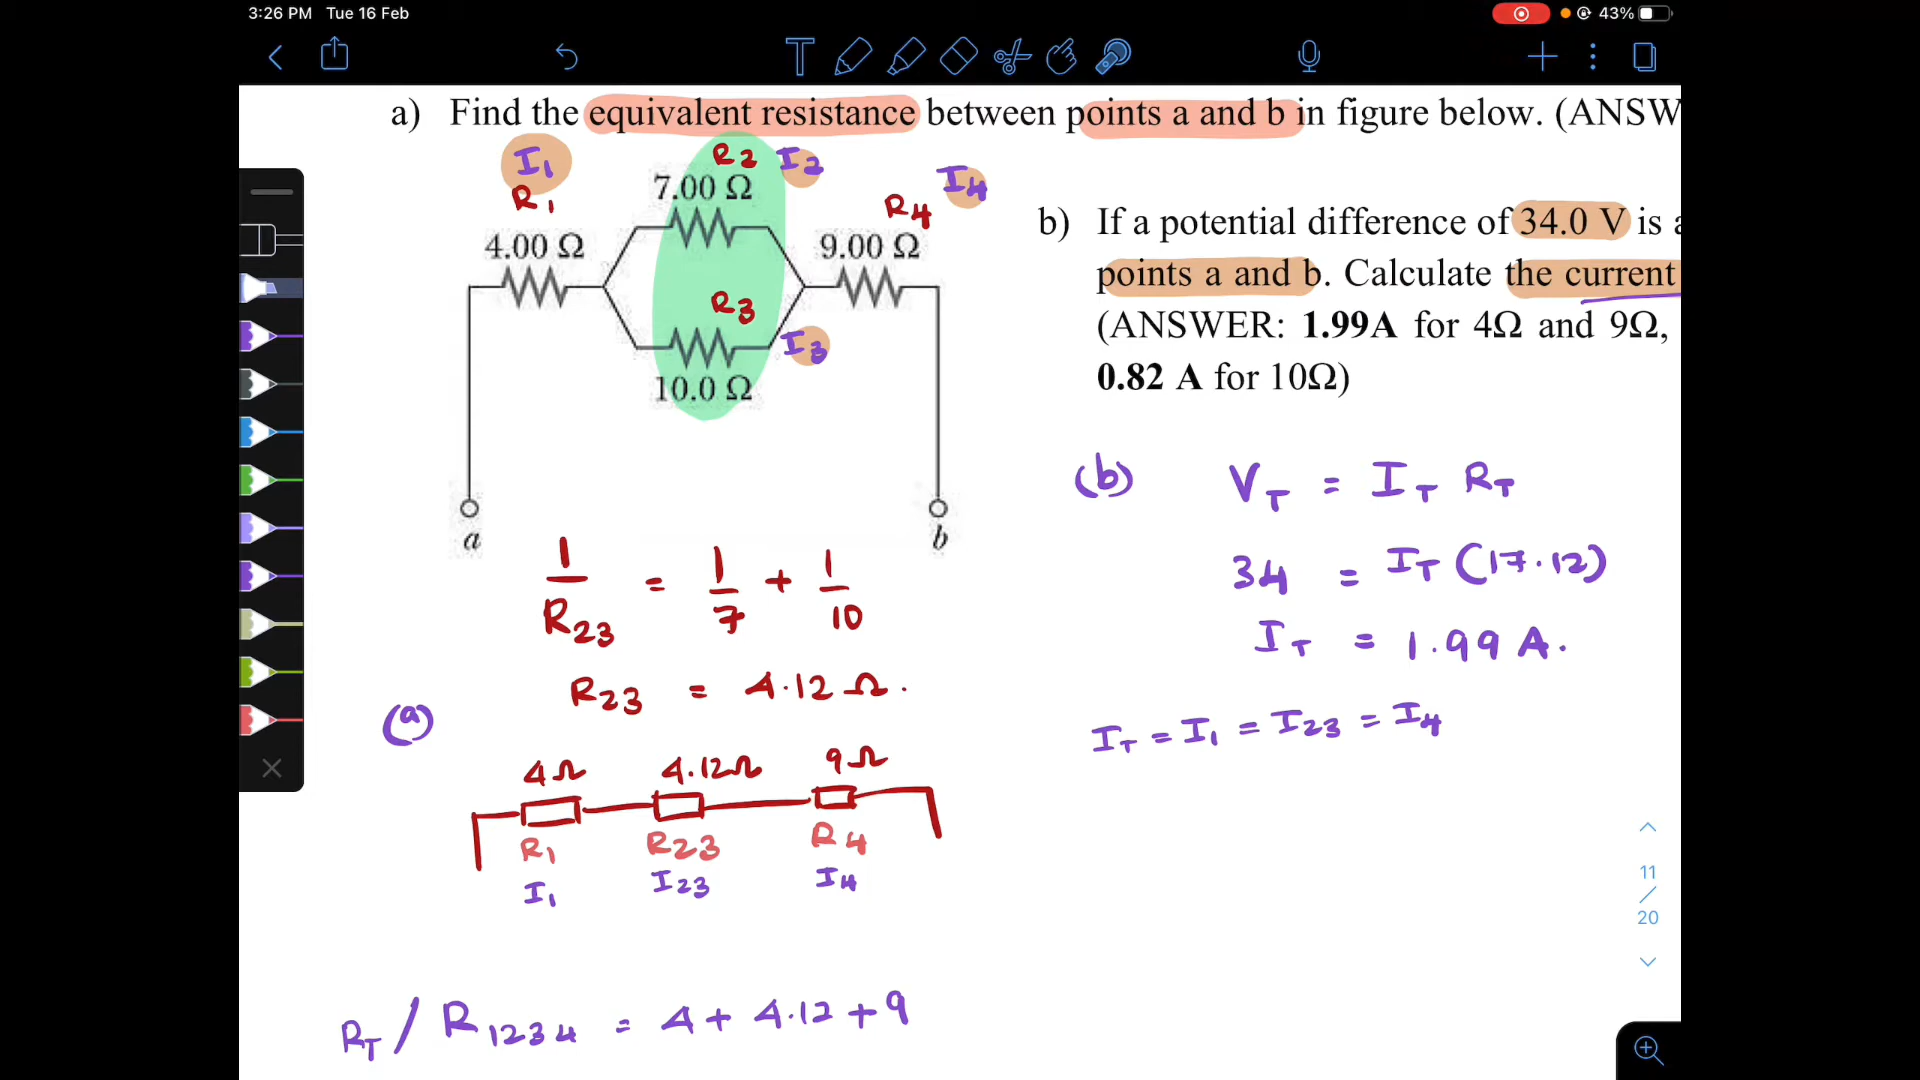 3:26 PM Tue 16 Feb
43%
T
a) Find the equivalent resistance between points a and b in figure below. (ANSW
I₁
R₁
4.00 Ω
R2
I2
7.00 Ω
R3
I3
10.0 Ω
I4
R4
9.00 Ω
a
b
b) If a potential difference of 34.0 V is a
points a and b. Calculate the current
(ANSWER: 1.99A for 4Ω and 9Ω,
0.82 A for 10Ω)
1/R23 = 1/7 + 1/10
R23 = 4.12 Ω.
(a)
4Ω 4.12Ω 9Ω
R1 R23 R4
I1 I23 I4
RT / R1234 = 4 + 4.12 + 9
(b) VT = IT RT
34 = IT (17.12)
IT = 1.99 A.
IT = I1 = I23 = I4
11
/
20